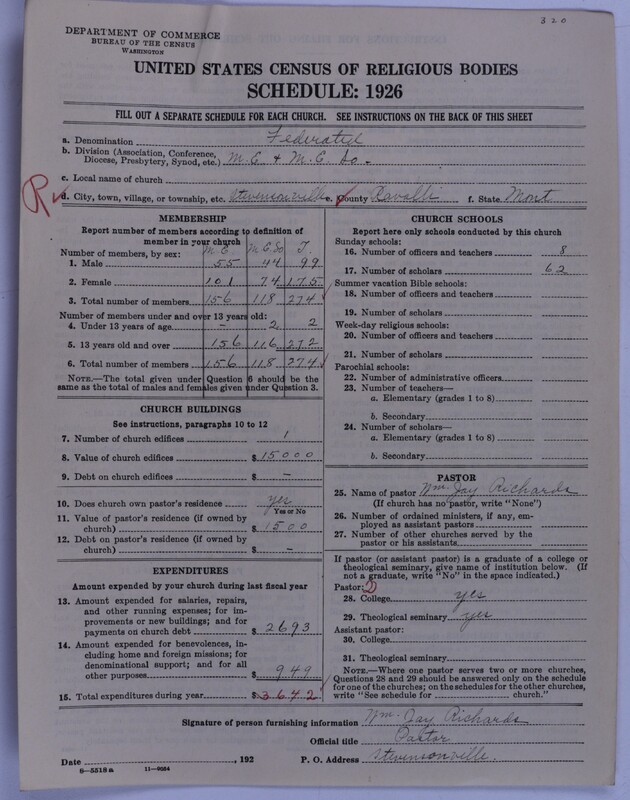 320
DEPARTMENT OF COMMERCE
BUREAU OF THE CENSUS
WASHINGTON
UNITED STATES CENSUS OF RELIGIOUS BODIES
SCHEDULE: 1926
FILL OUT A SEPARATE SCHEDULE FOR EACH CHURCH. SEE INSTRUCTIONS ON THE BACK OF THIS SHEET
a. Denomination Federated
b. Division (Association, Conference,
Diocese, Presbytery, Synod, etc.) M.E. & M.E. So.
c. Local name of church
R
d. City, town, village, or township, etc. Stevensonville e. County Ravalli f. State Mont
MEMBERSHIP
Report number of members according to definition of
member in your church
Number of members, by sex: M.E. M.E.So T.
1. Male 55 44 99
2. Female 101 74 175
3. Total number of members 156 118 274
Number of members under and over 13 years old:
4. Under 13 years of age - 2 2
5. 13 years old and over 156 116 272
6. Total number of members 156 118 274
NOTE.—The total given under Question 6 should be the
same as the total of males and females given under Question 3.
CHURCH BUILDINGS
See instructions, paragraphs 10 to 12
7. Number of church edifices 1
8. Value of church edifices $ 15000
9. Debt on church edifices $ -
10. Does church own pastor's residence yes
Yes or No
11. Value of pastor's residence (if owned by
church) $ 1500
12. Debt on pastor's residence (if owned by
church) $ -
EXPENDITURES
Amount expended by your church during last fiscal year
13. Amount expended for salaries, repairs,
and other running expenses; for im-
provements or new buildings; and for
payments on church debt $ 2693
14. Amount expended for benevolences, in-
cluding home and foreign missions; for
denominational support; and for all
other purposes $ 949
15. Total expenditures during year $ 3642
CHURCH SCHOOLS
Report here only schools conducted by this church
Sunday schools:
16. Number of officers and teachers 8
17. Number of scholars 62
Summer vacation Bible schools:
18. Number of officers and teachers
19. Number of scholars
Week-day religious schools:
20. Number of officers and teachers
21. Number of scholars
Parochial schools:
22. Number of administrative officers
23. Number of teachers—
a. Elementary (grades 1 to 8)
b. Secondary
24. Number of scholars—
a. Elementary (grades 1 to 8)
b. Secondary
PASTOR
25. Name of pastor Wm. Jay Richards
(If church has no pastor, write "None")
26. Number of ordained ministers, if any, em-
ployed as assistant pastors
27. Number of other churches served by the
pastor or his assistants
If pastor (or assistant pastor) is a graduate of a college or
theological seminary, give name of institution below. (If
not a graduate, write "No" in the space indicated.)
Pastor: 2
28. College yes
29. Theological seminary yes
Assistant pastor:
30. College
31. Theological seminary
NOTE.—Where one pastor serves two or more churches,
Questions 28 and 29 should be answered only on the schedule
for one of the churches; on the schedules for the other churches,
write "See schedule for church."
Signature of person furnishing information Wm. Jay Richards
Official title Pastor
Date , 192 P. O. Address Stevensonville.
8—5518a 11—9024